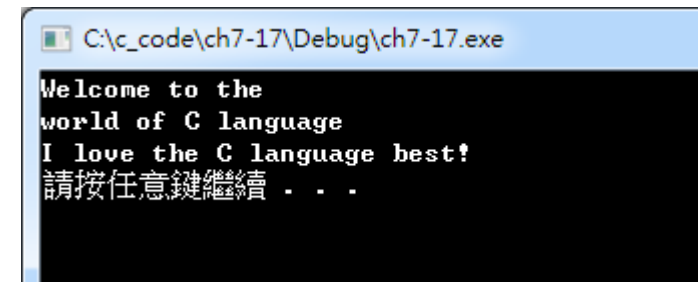 C:\c_code\ch7-17\Debug\ch7-17.exe
Welcome to the
world of C language
I love the C language best!
請按任意鍵繼續 . . .